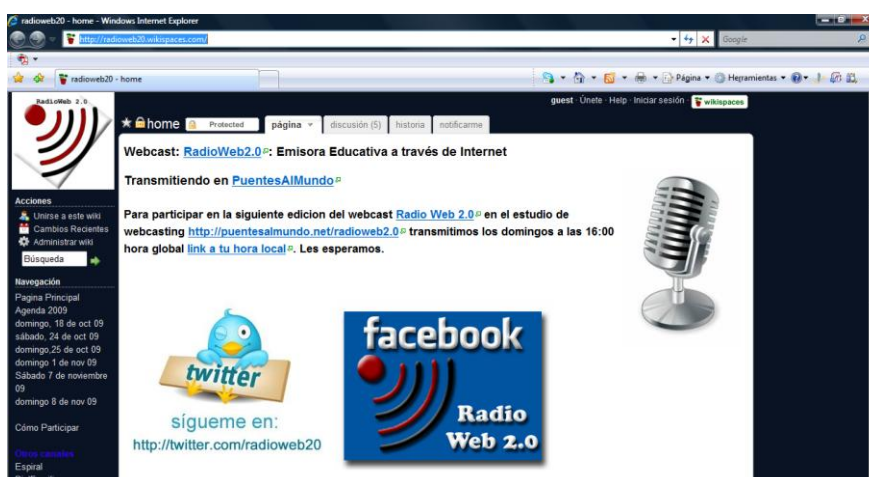 radioweb20 - home - Windows Internet Explorer
http://radioweb20.wikispaces.com/
Google
radioweb20 - home
Página
Herramientas
RadioWeb 2.0
guest · Únete · Help · Iniciar sesión · wikispaces
home Protected página discusión (5) historia notificarme
Webcast: RadioWeb2.0: Emisora Educativa a través de Internet
Transmitiendo en PuentesAlMundo
Para participar en la siguiente edicion del webcast Radio Web 2.0 en el estudio de
webcasting http://puentesalmundo.net/radioweb2.0 transmitimos los domingos a las 16:00
hora global link a tu hora local. Les esperamos.
Acciones
Unirse a este wiki
Cambios Recientes
Administrar wiki
Búsqueda
Navegación
Pagina Principal
Agenda 2009
domingo, 18 de oct 09
sábado, 24 de oct 09
domingo,25 de oct 09
domingo 1 de nov 09
Sábado 7 de noviembre
09
domingo 8 de nov 09
Cómo Participar
Otros canales
Espiral
twitter
sígueme en:
http://twitter.com/radioweb20
facebook
Radio
Web 2.0